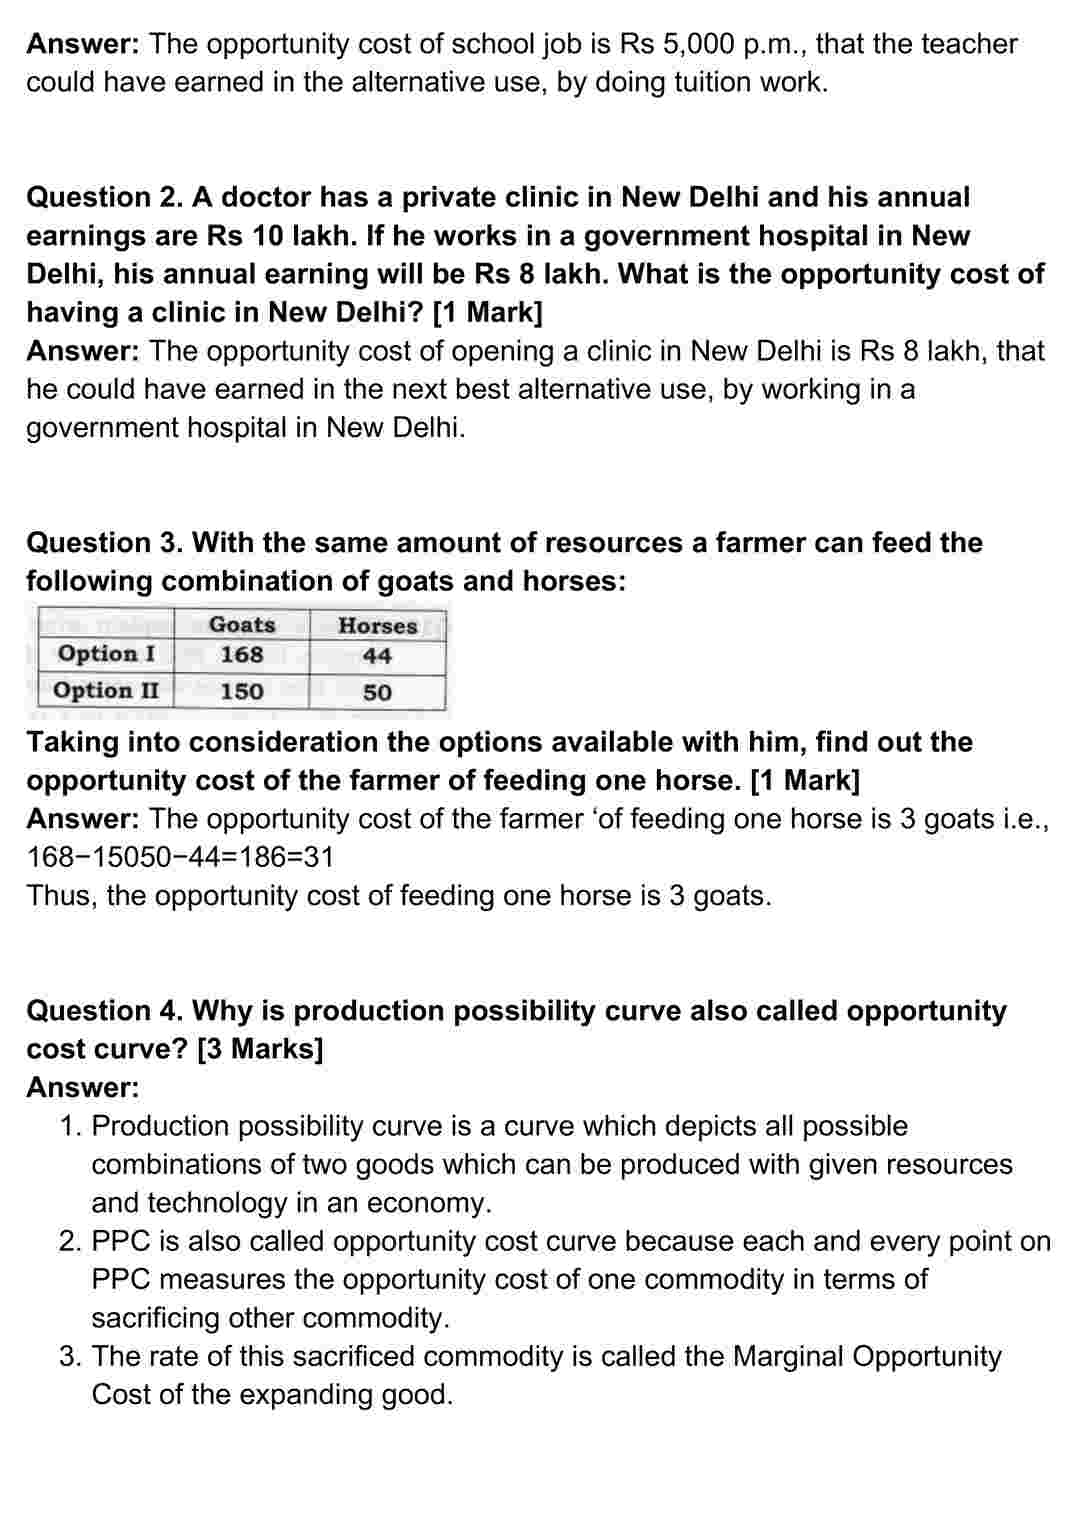 Answer: The opportunity cost of school job is Rs 5,000 p.m., that the teacher
could have earned in the alternative use, by doing tuition work.
Question 2. A doctor has a private clinic in New Delhi and his annual
earnings are Rs 10 lakh. If he works in a government hospital in New
Delhi, his annual earning will be Rs 8 lakh. What is the opportunity cost of
having a clinic in New Delhi? [1 Mark]
Answer: The opportunity cost of opening a clinic in New Delhi is Rs 8 lakh, that
he could have earned in the next best alternative use, by working in a
government hospital in New Delhi.
Question 3. With the same amount of resources a farmer can feed the
following combination of goats and horses:
Goats Horses
Option I 168 44
Option II 150 50
Taking into consideration the options available with him, find out the
opportunity cost of the farmer of feeding one horse. [1 Mark]
Answer: The opportunity cost of the farmer ‘of feeding one horse is 3 goats i.e.,
168−15050−44=186=31
Thus, the opportunity cost of feeding one horse is 3 goats.
Question 4. Why is production possibility curve also called opportunity
cost curve? [3 Marks]
Answer:
1. Production possibility curve is a curve which depicts all possible
combinations of two goods which can be produced with given resources
and technology in an economy.
2. PPC is also called opportunity cost curve because each and every point on
PPC measures the opportunity cost of one commodity in terms of
sacrificing other commodity.
3. The rate of this sacrificed commodity is called the Marginal Opportunity
Cost of the expanding good.